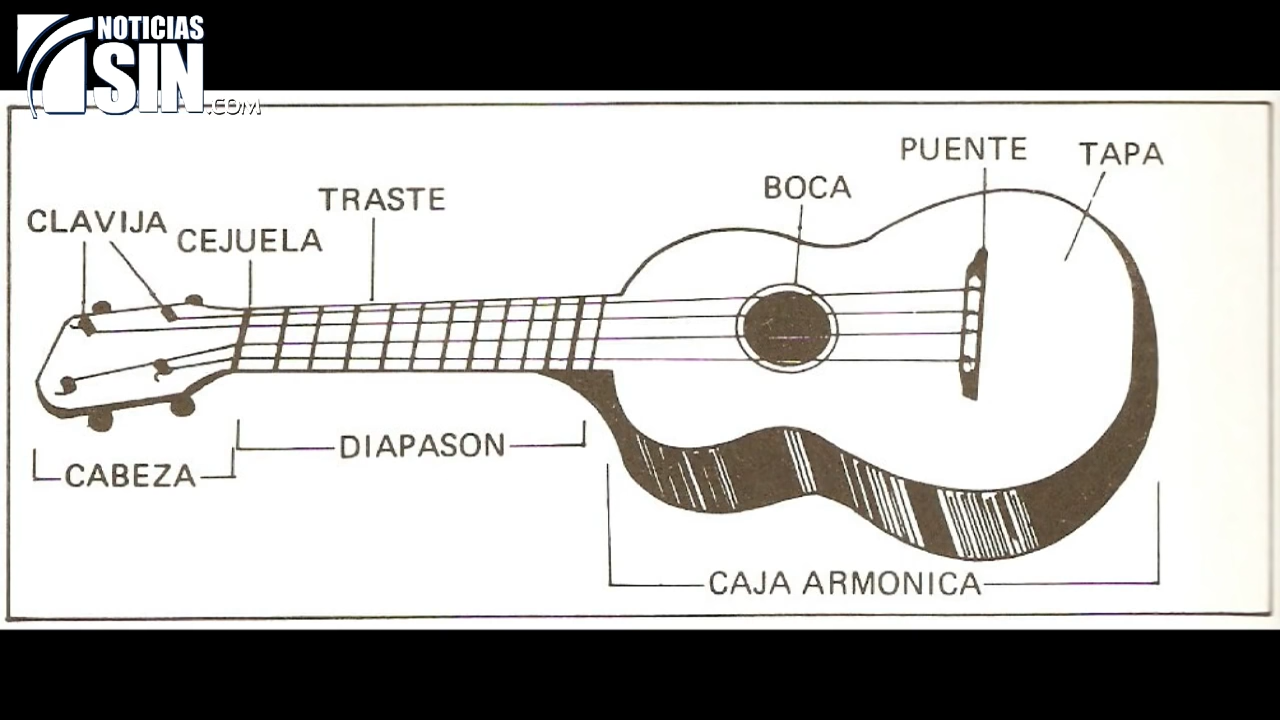 NOTICIAS
SIN.COM
PUENTE
TAPA
BOCA
TRASTE
CLAVIJA
CEJUELA
DIAPASON
CABEZA
CAJA ARMONICA